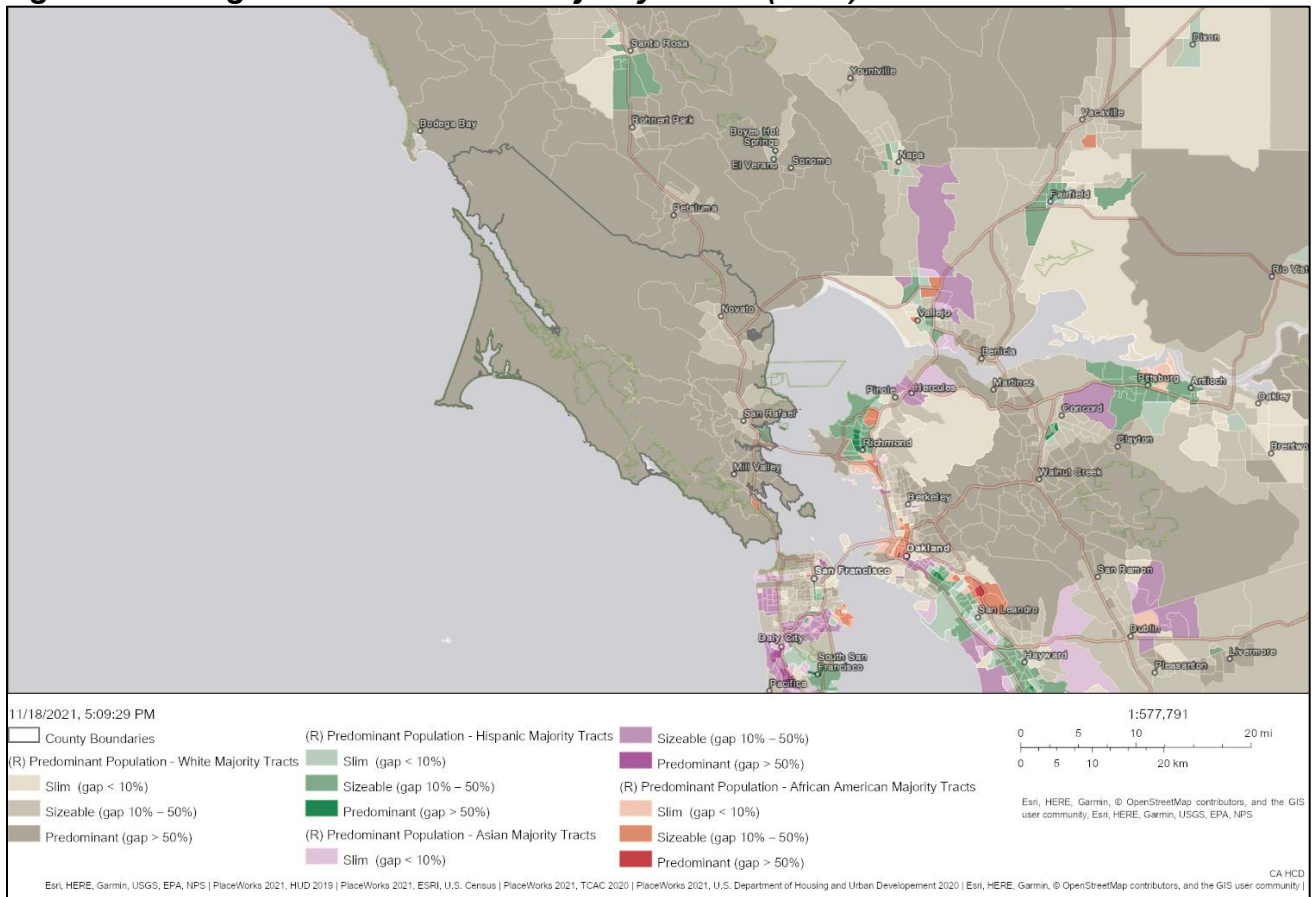 Santa Rosa
Dixon
Yountville
Bodega Bay
Rohnert Park
Boyes Hot
Springs
El Verano
Sonoma
Napa
Vacaville
Petaluma
Fairfield
Rio Vist
Novato
Vallejo
Benicia
Pinole
Hercules
Martinez
Pittsburg
Antioch
Oakley
San Rafael
Concord
Richmond
Clayton
Brentwo
Mill Valley
Walnut Creek
Berkeley
Oakland
San Francisco
San Ramon
San Leandro
Daly City
Dublin
South San
Francisco
Hayward
Livermore
Pleasanton
Pacifica
11/18/2021, 5:09:29 PM
County Boundaries
(R) Predominant Population - White Majority Tracts
Slim (gap < 10%)
Sizeable (gap 10% – 50%)
Predominant (gap > 50%)
(R) Predominant Population - Hispanic Majority Tracts
Slim (gap < 10%)
Sizeable (gap 10% – 50%)
Predominant (gap > 50%)
(R) Predominant Population - Asian Majority Tracts
Slim (gap < 10%)
Sizeable (gap 10% – 50%)
Predominant (gap > 50%)
(R) Predominant Population - African American Majority Tracts
Slim (gap < 10%)
Sizeable (gap 10% – 50%)
Predominant (gap > 50%)
1:577,791
0 5 10 20 mi
0 5 10 20 km
Esri, HERE, Garmin, © OpenStreetMap contributors, and the GIS
user community, Esri, HERE, Garmin, USGS, EPA, NPS
CA HCD
Esri, HERE, Garmin, USGS, EPA, NPS | PlaceWorks 2021, HUD 2019 | PlaceWorks 2021, ESRI, U.S. Census | PlaceWorks 2021, TCAC 2020 | PlaceWorks 2021, U.S. Department of Housing and Urban Developement 2020 | Esri, HERE, Garmin, © OpenStreetMap contributors, and the GIS user community |